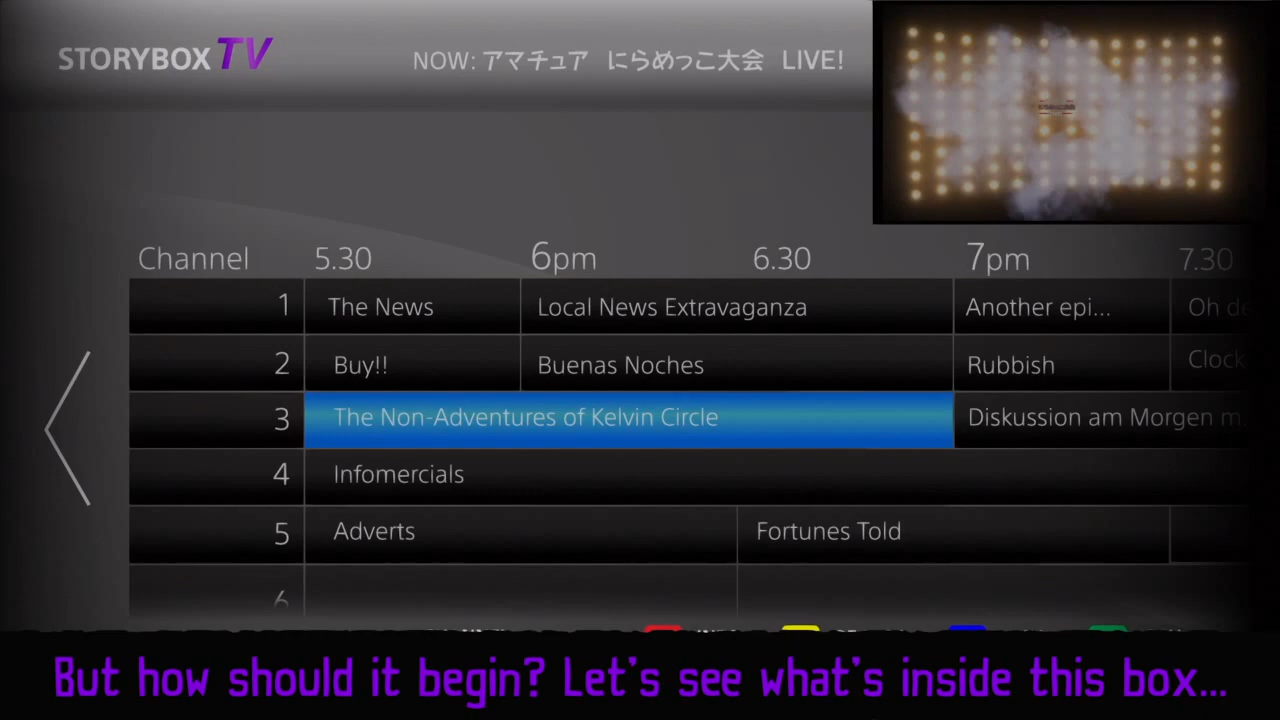 STORYBOX TV
NOW: アマチュア にらめっこ大会 LIVE!
Channel 5.30 6pm 6.30 7pm 7.30
1 The News Local News Extravaganza Another epi... Oh de
2 Buy!! Buenas Noches Rubbish Clock
3 The Non-Adventures of Kelvin Circle Diskussion am Morgen m
4 Infomercials
5 Adverts Fortunes Told
6
But how should it begin? Let's see what's inside this box...